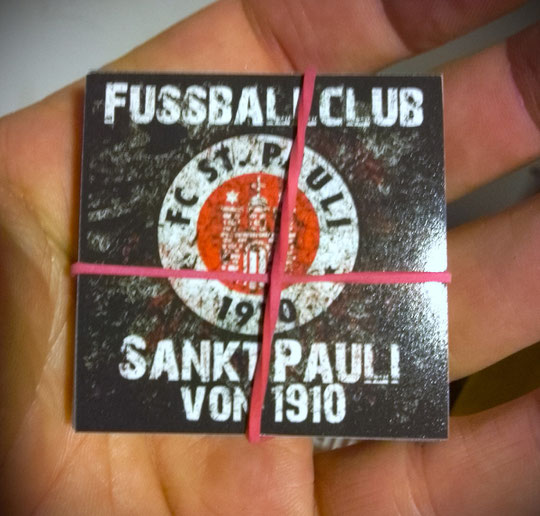 FUSSBALLCLUB
FC ST. PAULI
1910
SANKT PAULI
VON 1910